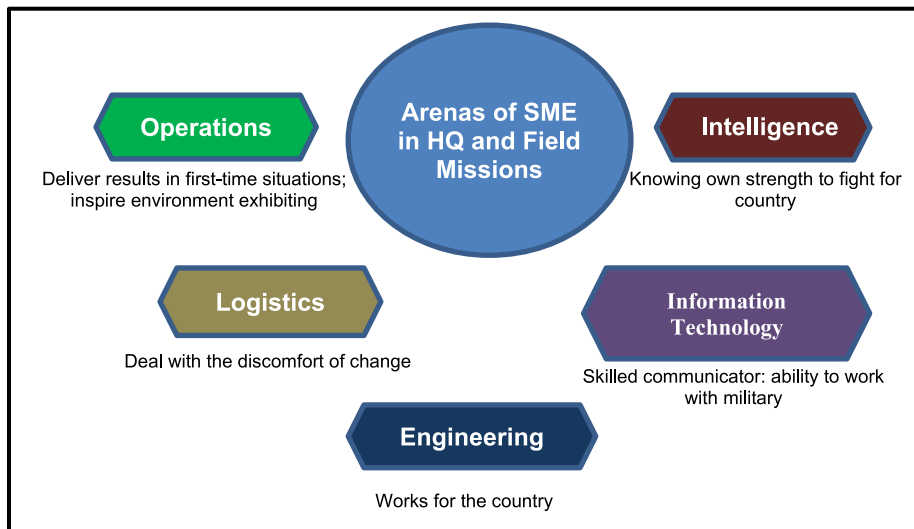 Arenas of SME
in HQ and Field
Missions
Operations
Deliver results in first-time situations;
inspire environment exhibiting
Intelligence
Knowing own strength to fight for
country
Logistics
Deal with the discomfort of change
Information
Technology
Skilled communicator: ability to work
with military
Engineering
Works for the country